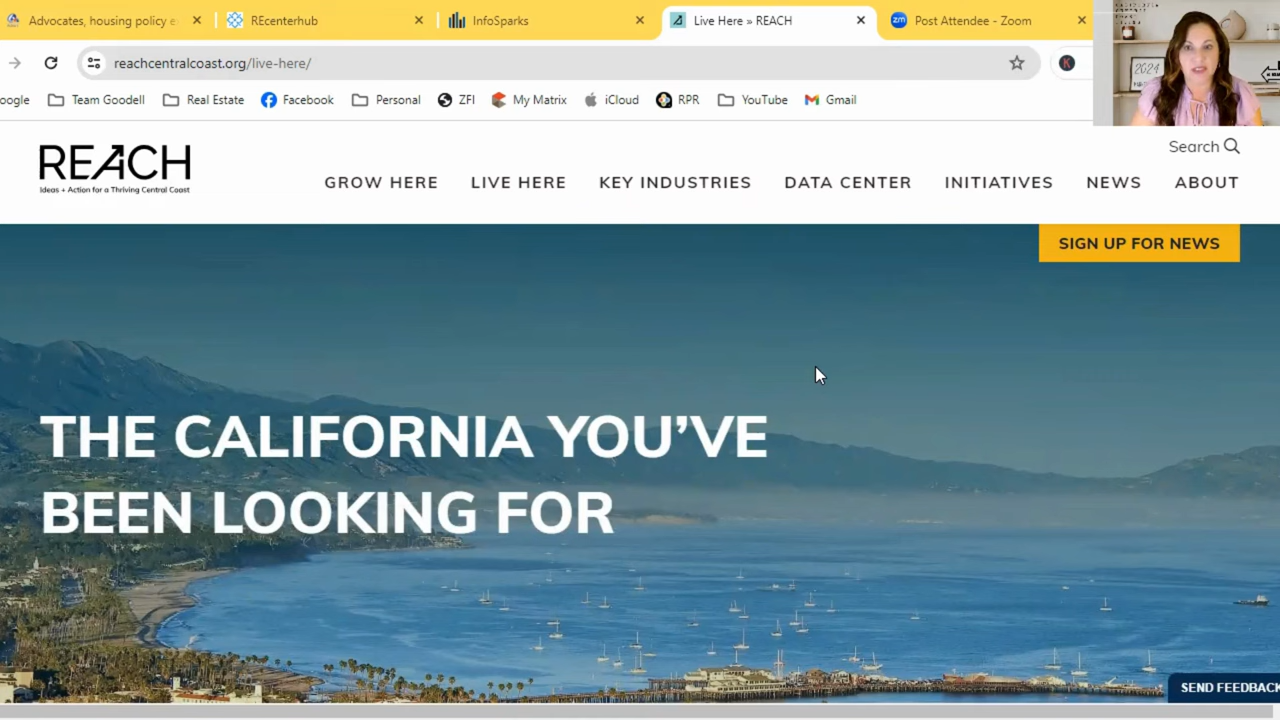 Advocates, housing policy e
REcenterhub
InfoSparks
Live Here » REACH
zm Post Attendee - Zoom
reachcentralcoast.org/live-here/
K
oogle
Team Goodell
Real Estate
Facebook
Personal
ZFI
My Matrix
iCloud
RPR
YouTube
Gmail
2024
REACH
Ideas + Action for a Thriving Central Coast
Search
GROW HERE LIVE HERE KEY INDUSTRIES DATA CENTER INITIATIVES NEWS ABOUT
SIGN UP FOR NEWS
THE CALIFORNIA YOU'VE
BEEN LOOKING FOR
SEND FEEDBACK